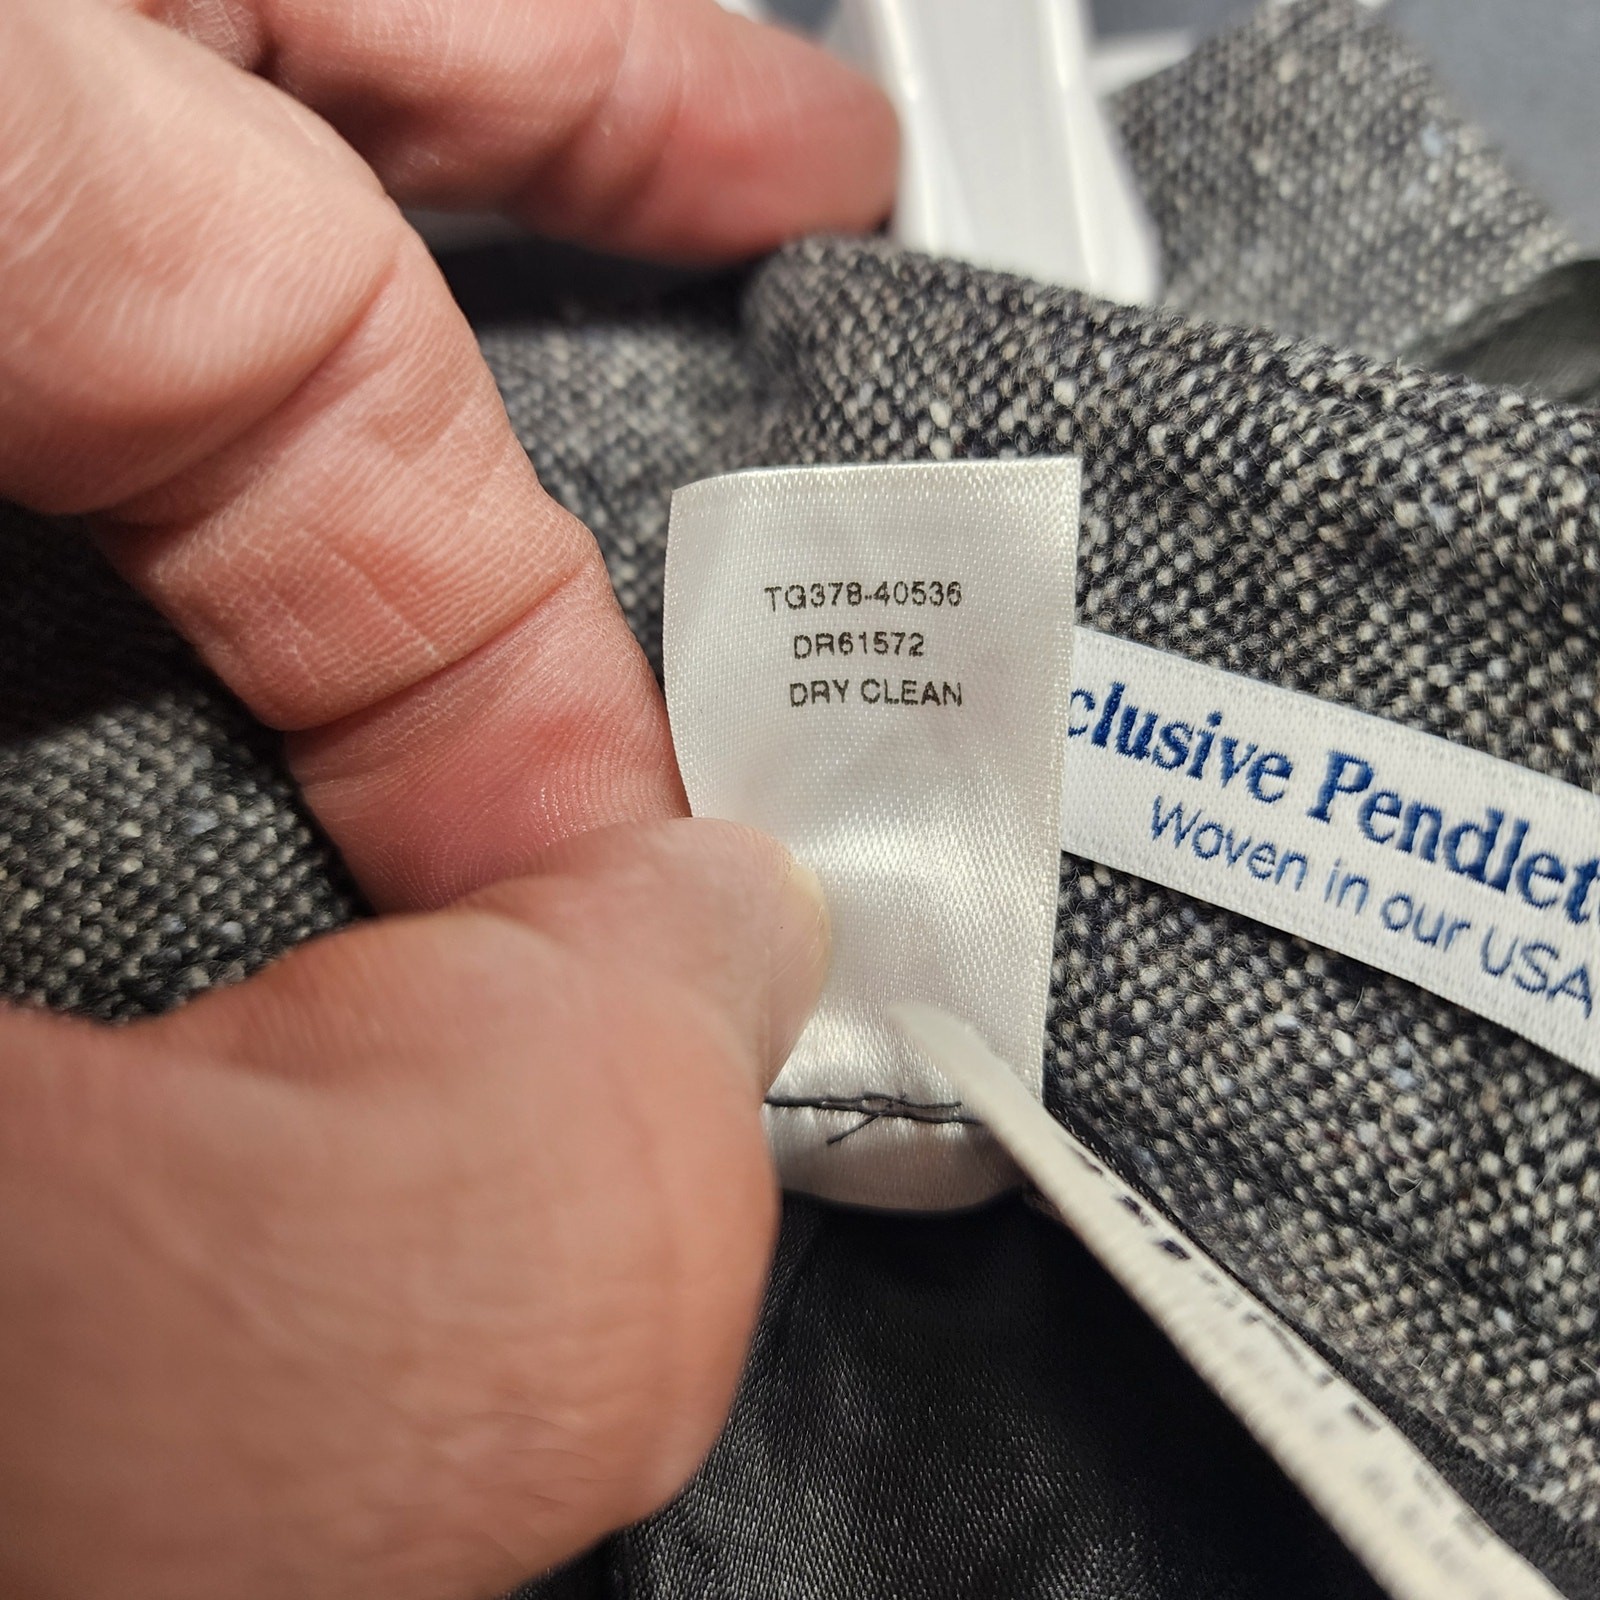 TG378-40536
DR61572
DRY CLEAN
clusive Pendlet
Woven in our USA